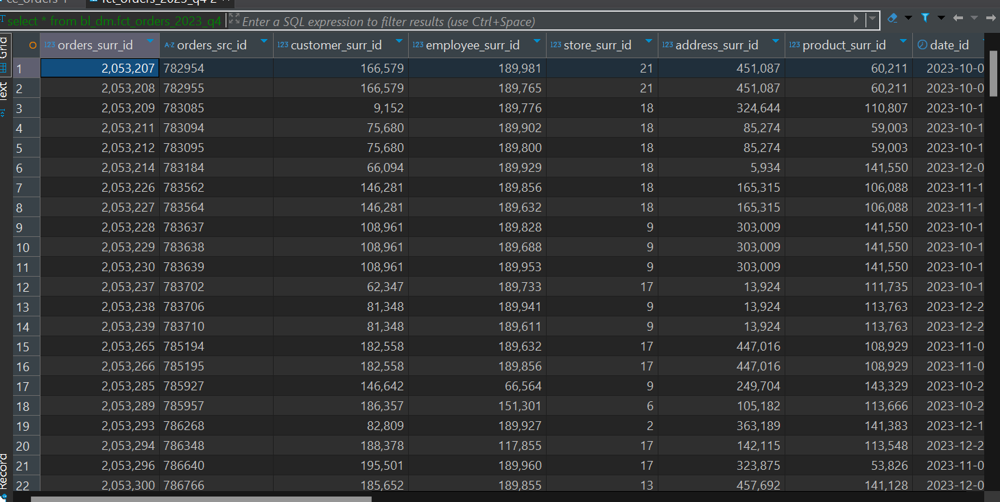 fct_orders_2023_q4 2
select * from bl_dm.fct_orders_2023_q4 Enter a SQL expression to filter results (use Ctrl+Space)
Grid
Text
Record
123 orders_surr_id A-Z orders_src_id 123 customer_surr_id 123 employee_surr_id 123 store_surr_id 123 address_surr_id 123 product_surr_id date_id
1 2,053,207 782954 166,579 189,981 21 451,087 60,211 2023-10-0
2 2,053,208 782955 166,579 189,765 21 451,087 60,211 2023-10-0
3 2,053,209 783085 9,152 189,776 18 324,644 110,807 2023-10-1
4 2,053,211 783094 75,680 189,902 18 85,274 59,003 2023-10-1
5 2,053,212 783095 75,680 189,800 18 85,274 59,003 2023-10-1
6 2,053,214 783184 66,094 189,929 18 5,934 141,550 2023-12-0
7 2,053,226 783562 146,281 189,856 18 165,315 106,088 2023-11-1
8 2,053,227 783564 146,281 189,632 18 165,315 106,088 2023-11-1
9 2,053,228 783637 108,961 189,828 9 303,009 141,550 2023-10-1
10 2,053,229 783638 108,961 189,688 9 303,009 141,550 2023-10-1
11 2,053,230 783639 108,961 189,953 9 303,009 141,550 2023-10-1
12 2,053,237 783702 62,347 189,733 17 13,924 111,735 2023-10-1
13 2,053,238 783706 81,348 189,941 9 13,924 113,763 2023-12-2
14 2,053,239 783710 81,348 189,611 9 13,924 113,763 2023-12-2
15 2,053,265 785194 182,558 189,632 17 447,016 108,929 2023-11-0
16 2,053,266 785195 182,558 189,856 17 447,016 108,929 2023-11-0
17 2,053,285 785927 146,642 66,564 9 249,704 143,329 2023-10-2
18 2,053,289 785957 186,357 151,301 6 105,182 113,666 2023-10-2
19 2,053,293 786268 82,809 189,927 2 363,189 141,383 2023-12-1
20 2,053,294 786348 188,378 117,855 17 142,115 113,548 2023-12-2
21 2,053,296 786640 195,501 189,960 17 323,875 53,826 2023-11-0
22 2,053,300 786766 185,652 189,855 13 457,692 141,128 2023-12-0